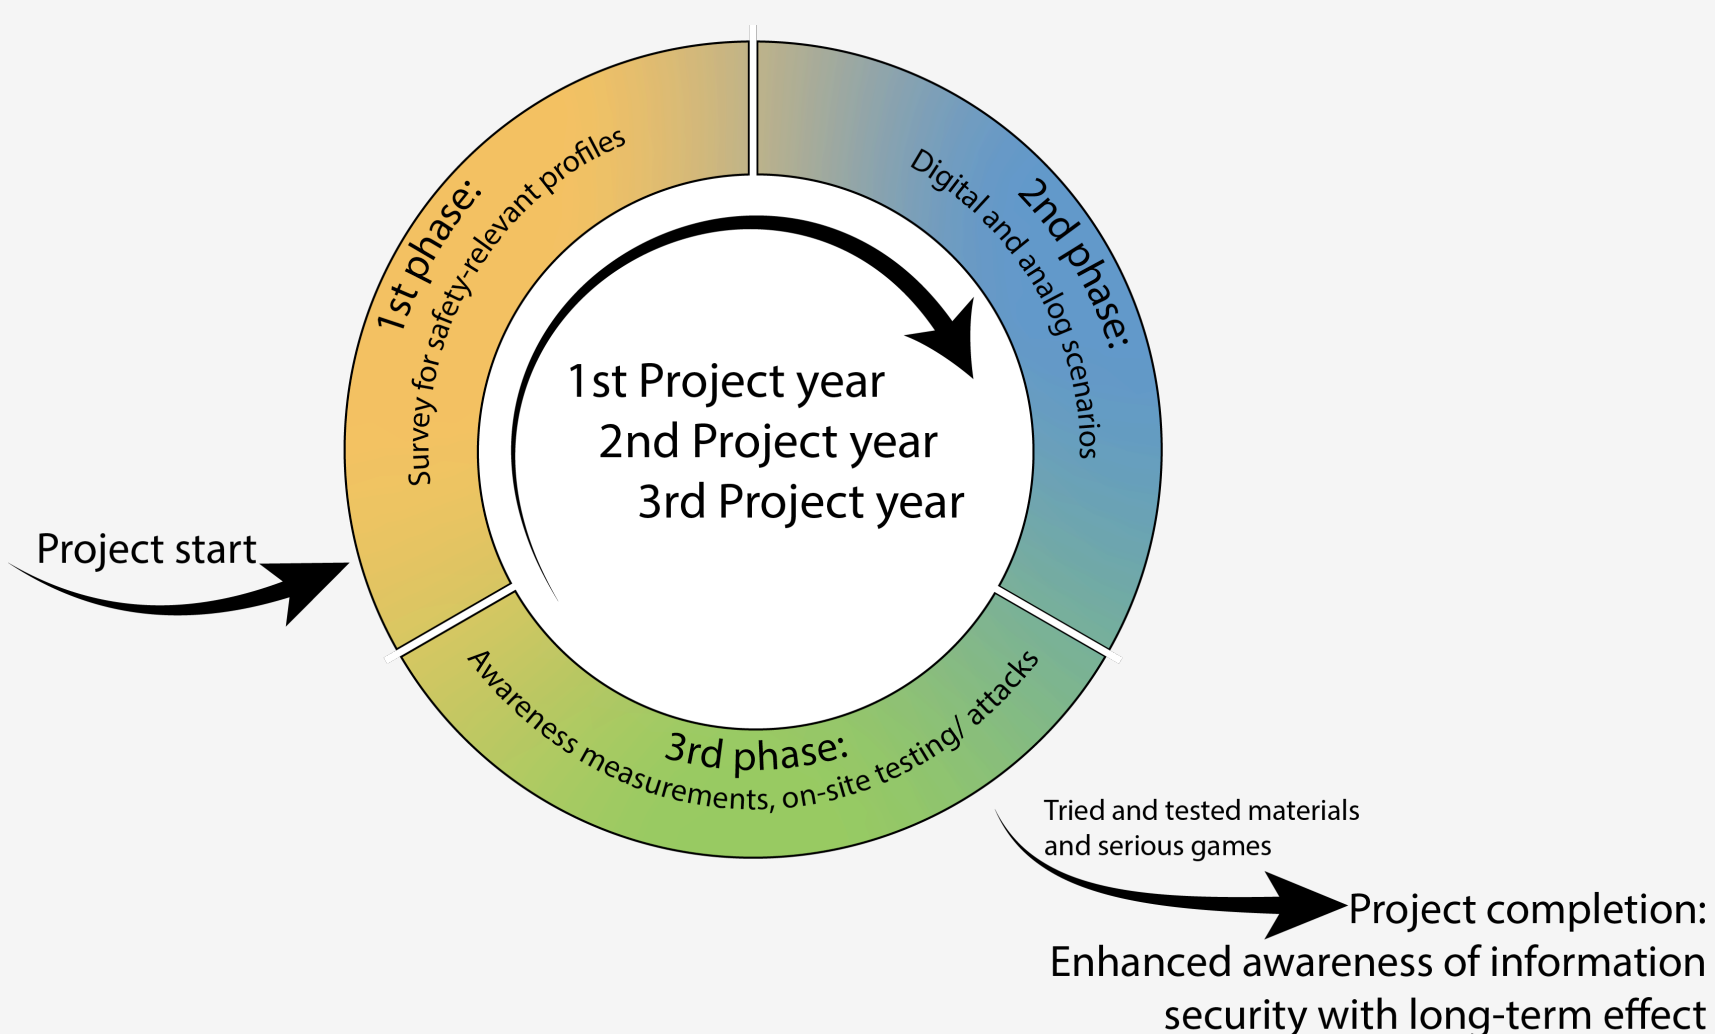 Project start
1st phase:
Survey for safety-relevant profiles
2nd phase:
Digital and analog scenarios
1st Project year
2nd Project year
3rd Project year
3rd phase:
Awareness measurements, on-site testing/ attacks
Tried and tested materials
and serious games
Project completion:
Enhanced awareness of information
security with long-term effect